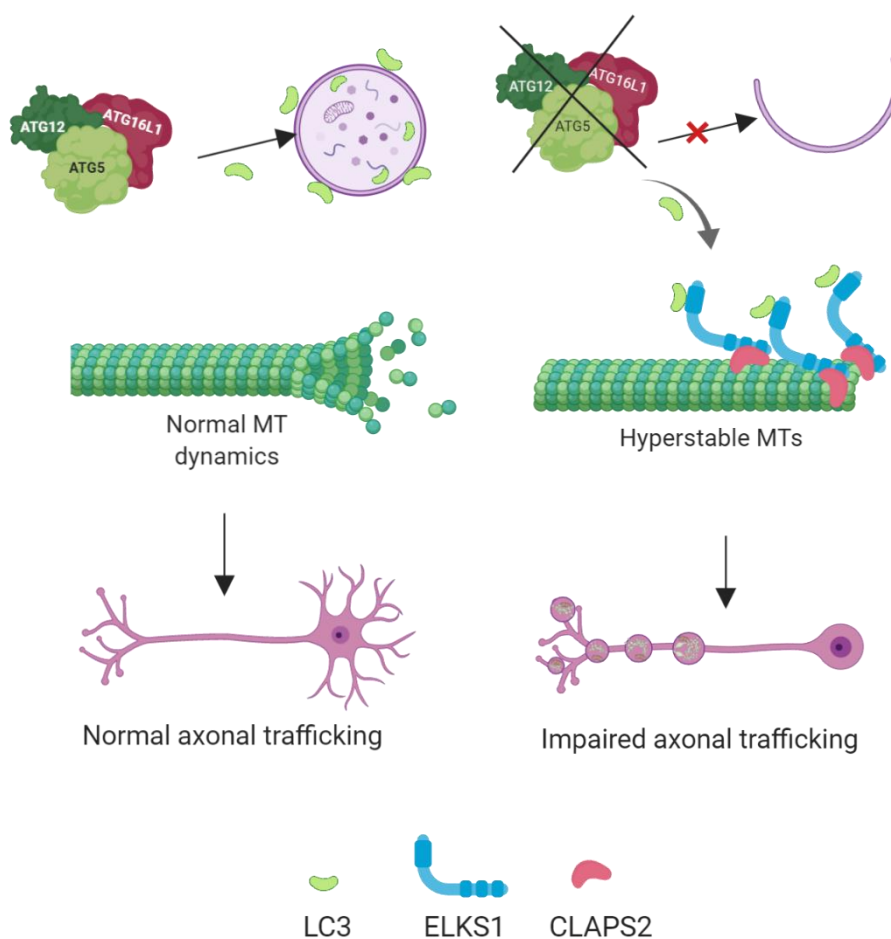 ATG12
ATG16L1
ATG5
ATG12
ATG16L1
ATG5
Normal MT
dynamics
Hyperstable MTs
Normal axonal trafficking
Impaired axonal trafficking
LC3
ELKS1
CLAPS2